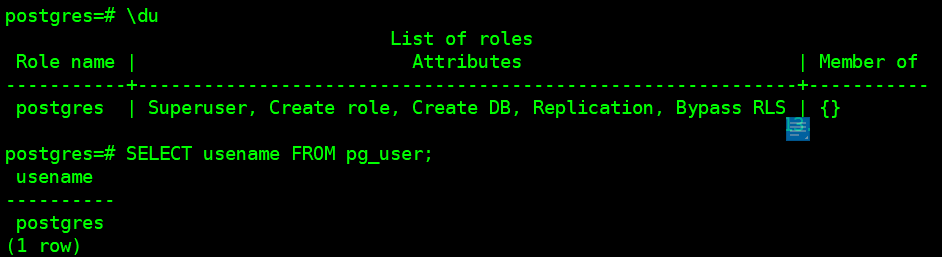 postgres=# \du
                                   List of roles
 Role name |                         Attributes                         | Member of
-----------+------------------------------------------------------------+-----------
 postgres  | Superuser, Create role, Create DB, Replication, Bypass RLS | {}
postgres=# SELECT usename FROM pg_user;
 usename
----------
 postgres
(1 row)